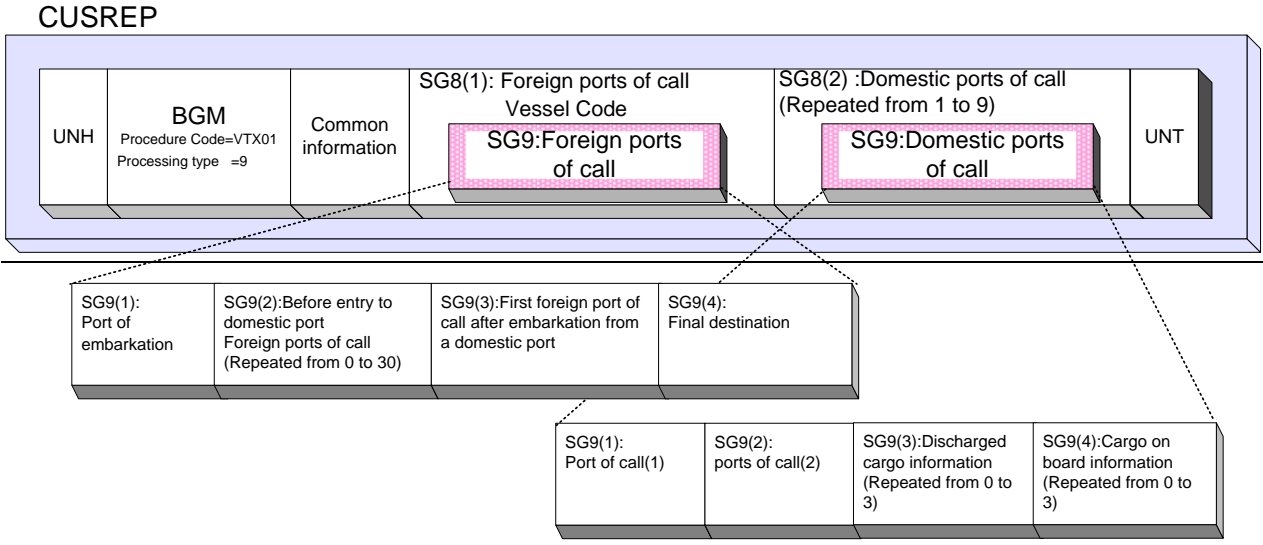 CUSREP
UNH
BGM
Procedure Code=VTX01
Processing type =9
Common
information
SG8(1): Foreign ports of call
Vessel Code
SG9:Foreign ports
of call
SG8(2) :Domestic ports of call
(Repeated from 1 to 9)
SG9:Domestic ports
of call
UNT
SG9(1):
Port of
embarkation
SG9(2):Before entry to
domestic port
Foreign ports of call
(Repeated from 0 to 30)
SG9(3):First foreign port of
call after embarkation from
a domestic port
SG9(4):
Final destination
SG9(1):
Port of call(1)
SG9(2):
ports of call(2)
SG9(3):Discharged
cargo information
(Repeated from 0 to
3)
SG9(4):Cargo on
board information
(Repeated from 0 to
3)